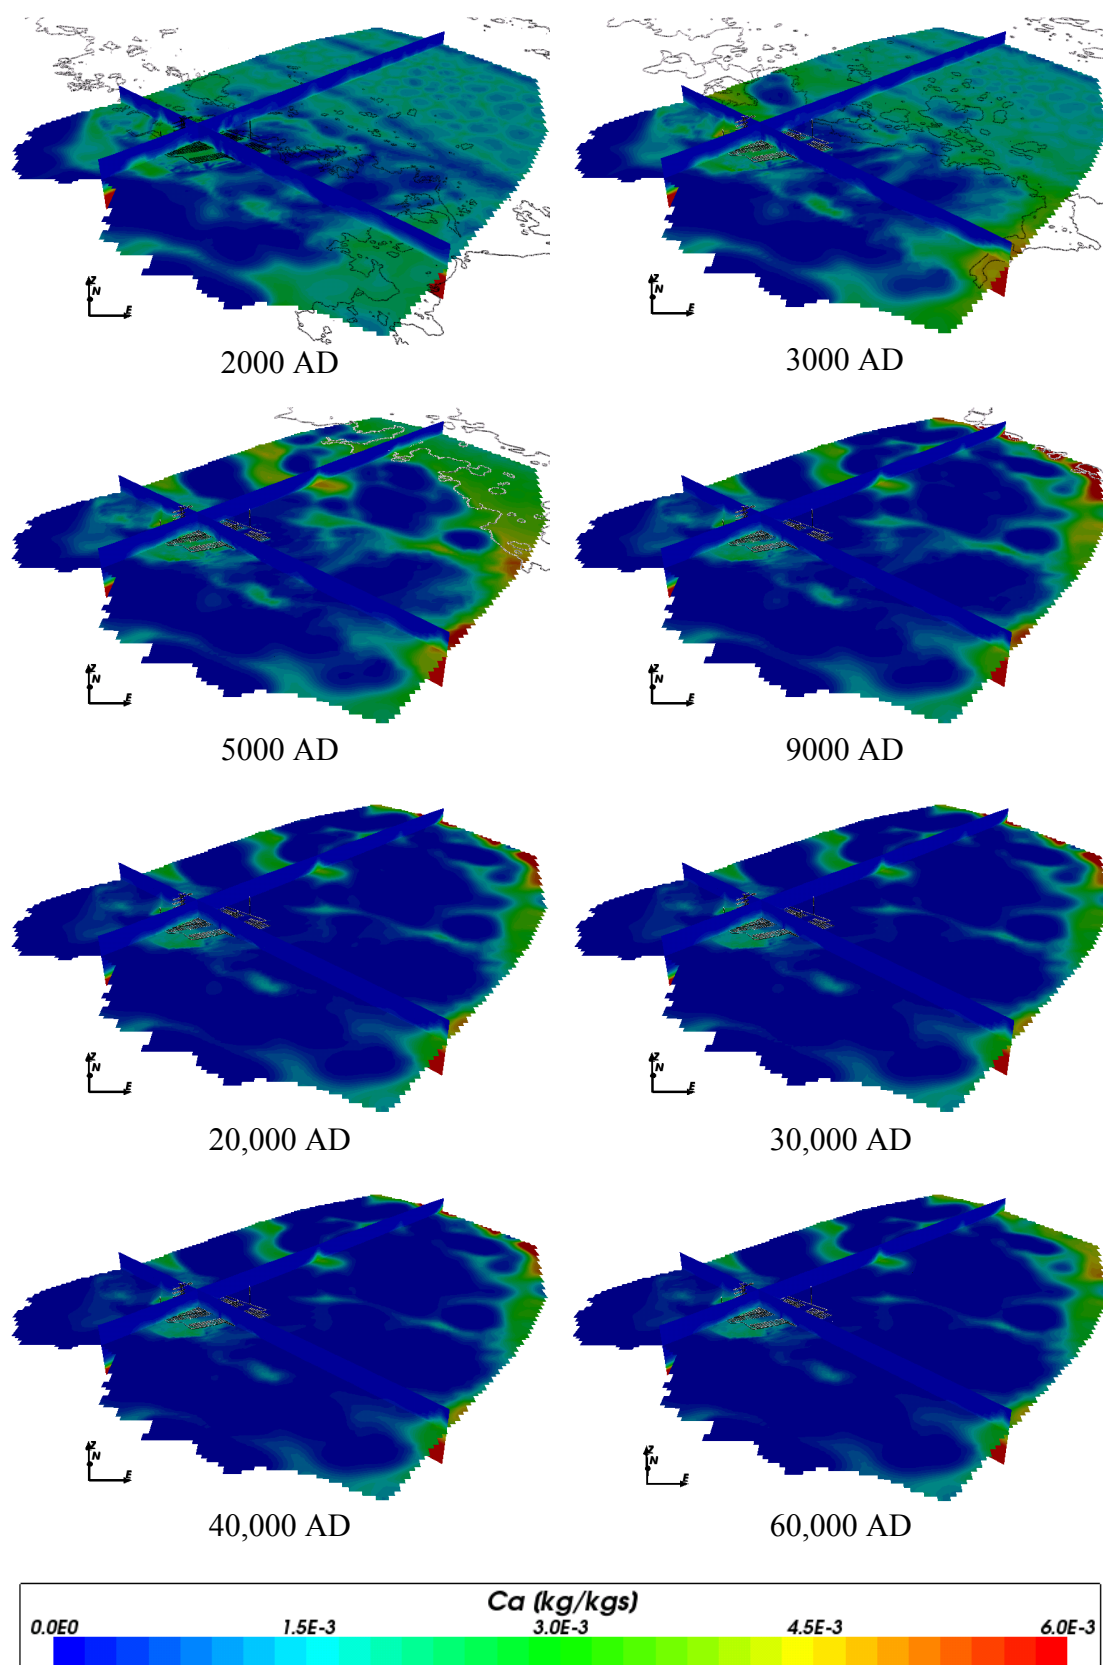 Z
N
E
Z
N
E
2000 AD
3000 AD
Z
N
E
Z
N
E
5000 AD
9000 AD
Z
N
E
Z
N
E
20,000 AD
30,000 AD
Z
N
E
Z
N
E
40,000 AD
60,000 AD
Ca (kg/kgs)
0.0E0 1.5E-3 3.0E-3 4.5E-3 6.0E-3